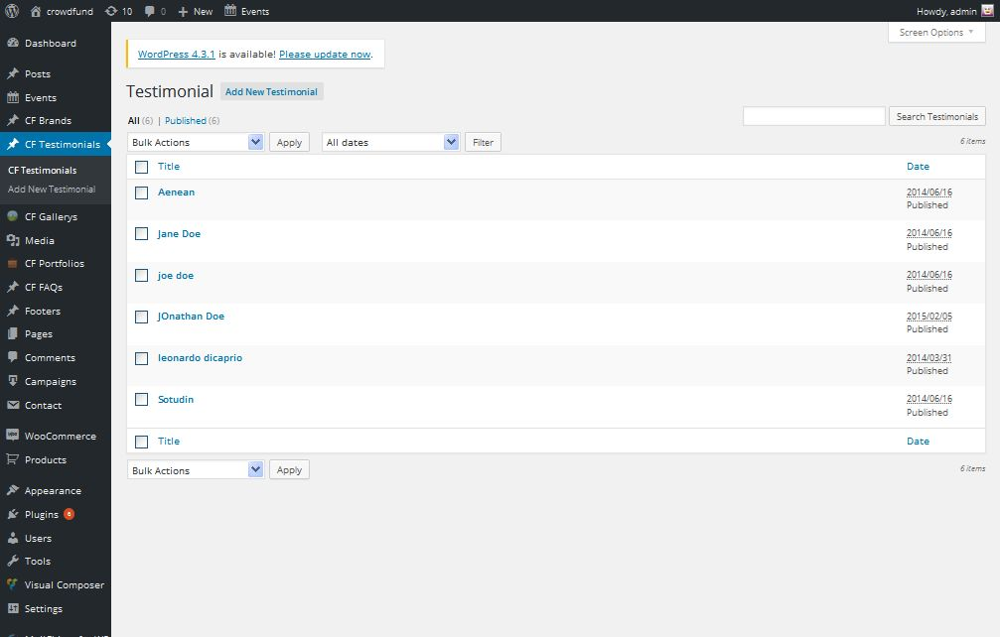 crowdfund 10 0 New Events Howdy, admin
Screen Options
Dashboard
Posts
Events
CF Brands
CF Testimonials
CF Testimonials
Add New Testimonial
CF Gallerys
Media
CF Portfolios
CF FAQs
Footers
Pages
Comments
Campaigns
Contact
WooCommerce
Products
Appearance
Plugins 6
Users
Tools
Visual Composer
Settings
WordPress 4.3.1 is available! Please update now.
Testimonial Add New Testimonial
All (6) | Published (6)
Search Testimonials
Bulk Actions Apply All dates Filter 6 items
Title Date
Aenean 2014/06/16
Published
Jane Doe 2014/06/16
Published
joe doe 2014/06/16
Published
JOnathan Doe 2015/02/05
Published
leonardo dicaprio 2014/03/31
Published
Sotudin 2014/06/16
Published
Title Date
Bulk Actions Apply 6 items